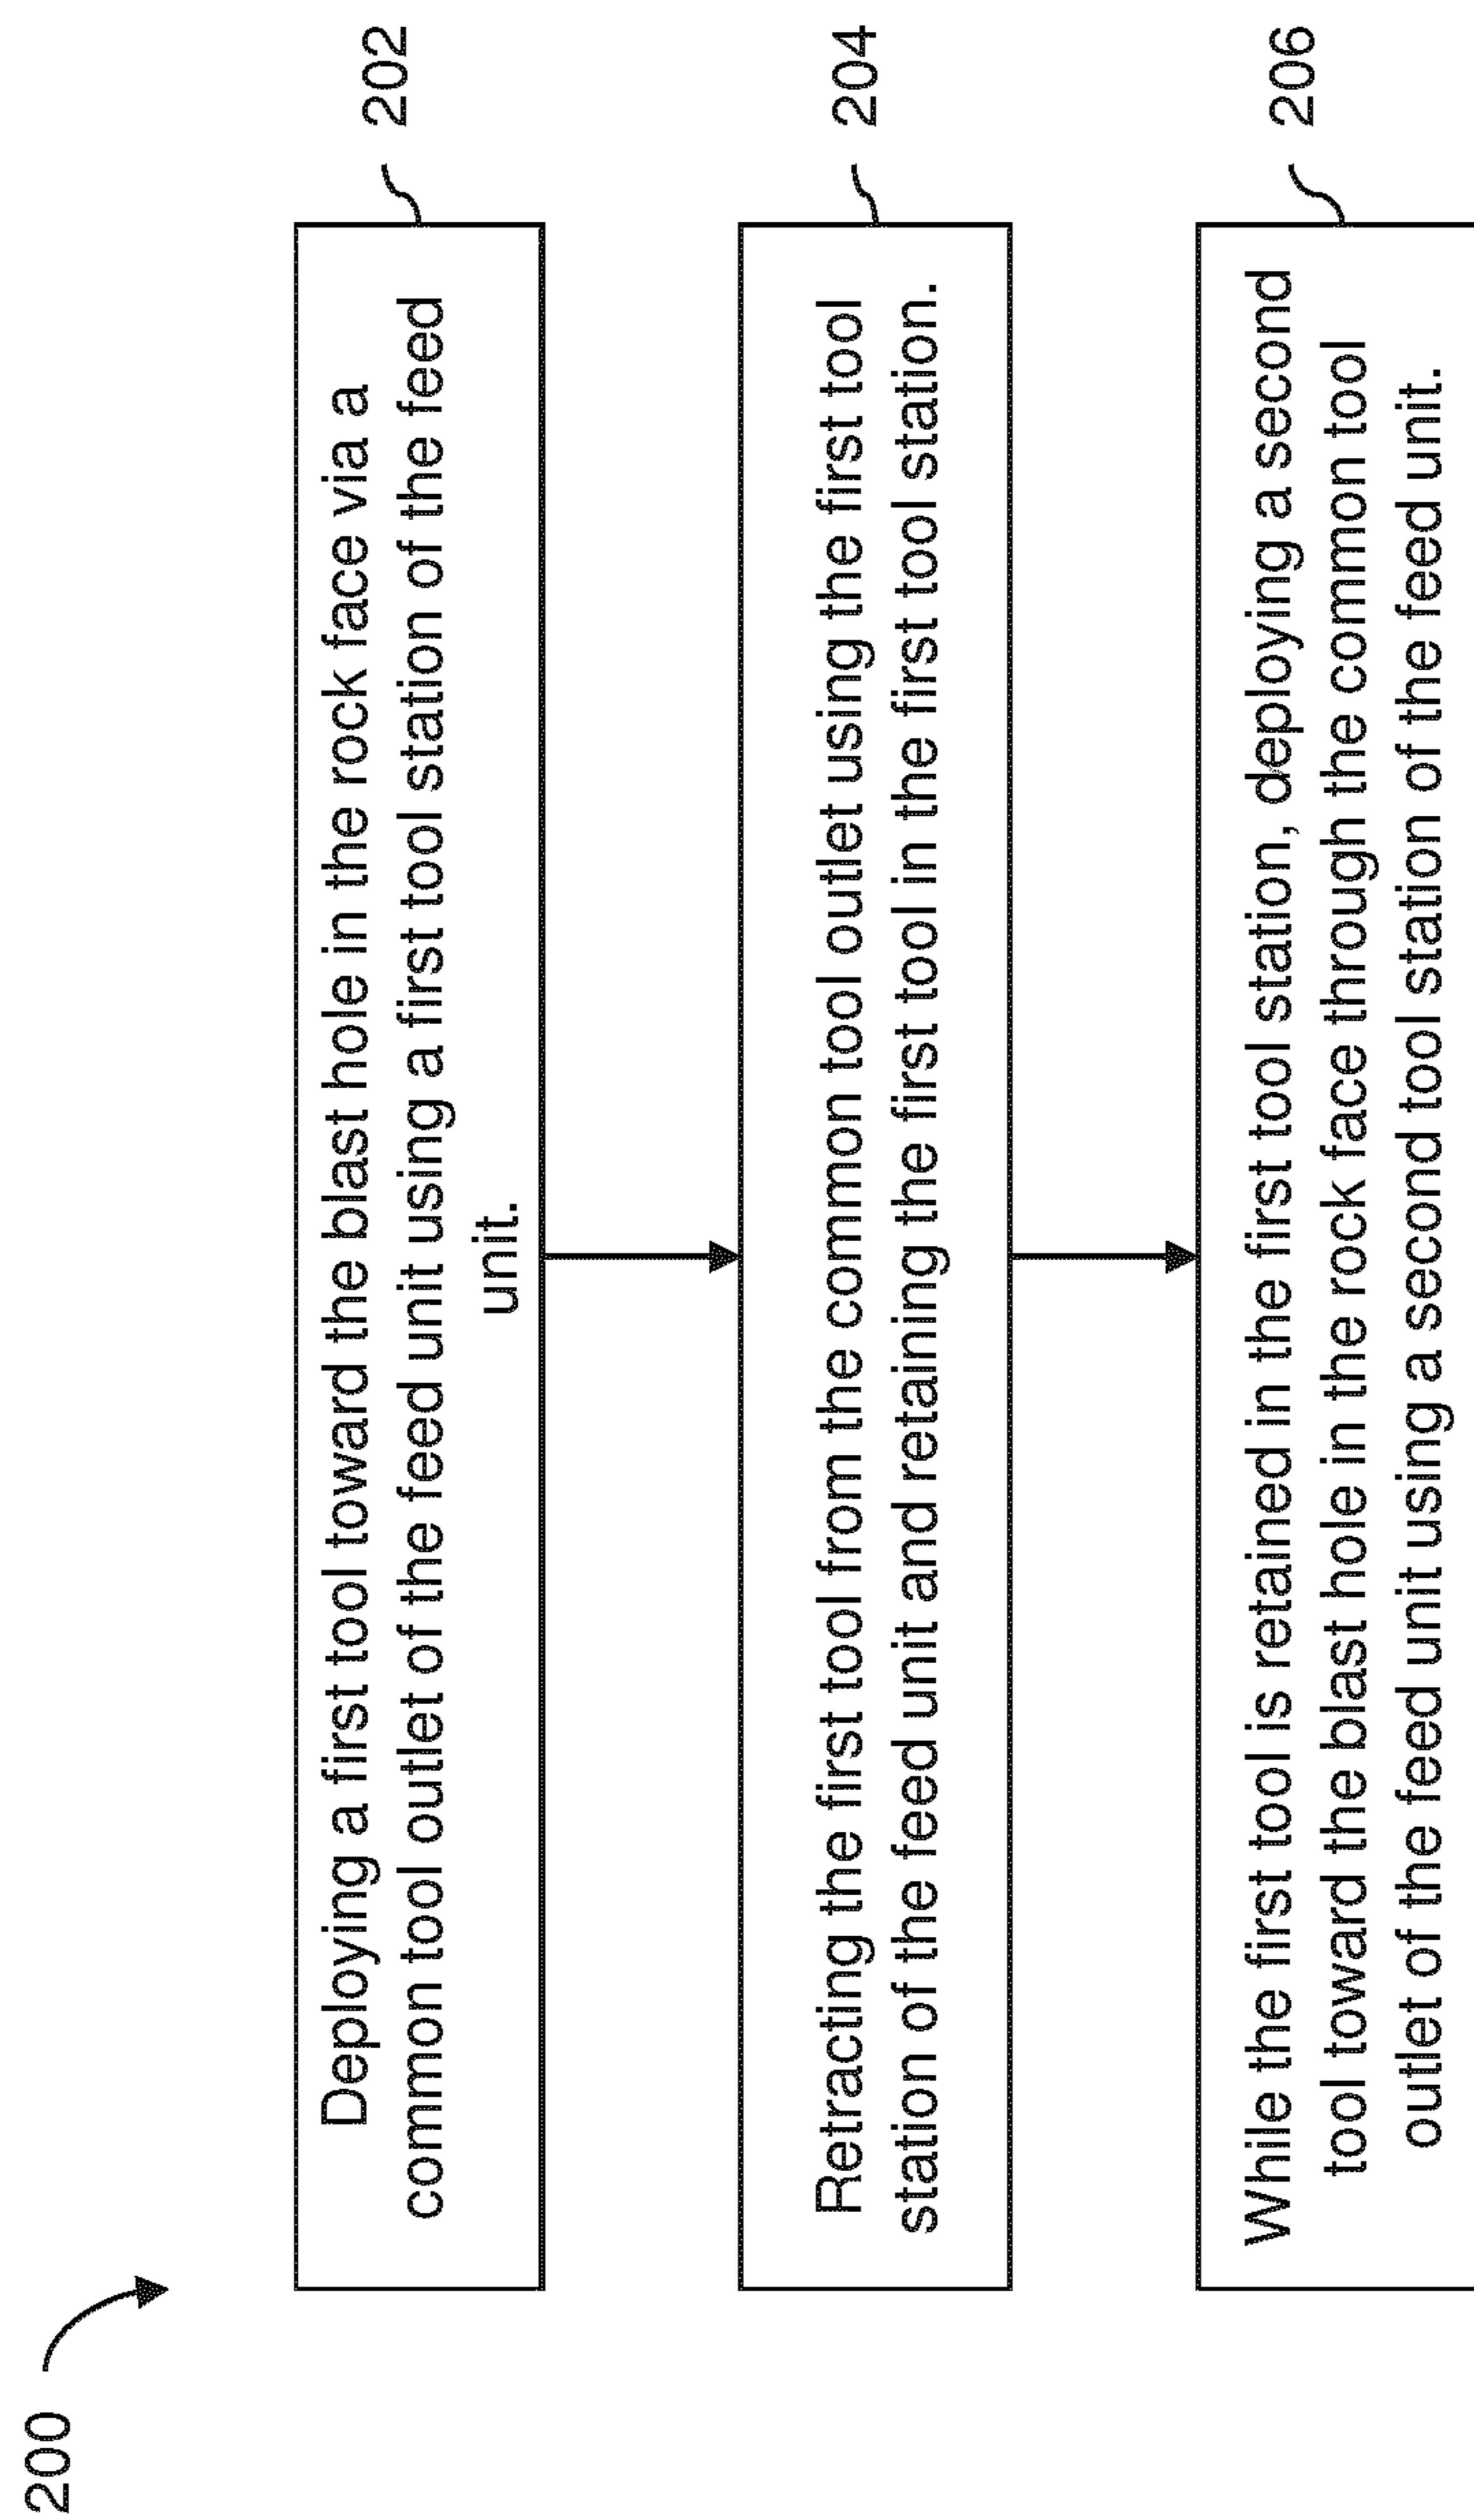 200
Deploying a first tool toward the blast hole in the rock face via a
common tool outlet of the feed unit using a first tool station of the feed
unit.
202
Retracting the first tool from the common tool outlet using the first tool
station of the feed unit and retaining the first tool in the first tool station.
204
While the first tool is retained in the first tool station, deploying a second
tool toward the blast hole in the rock face through the common tool
outlet of the feed unit using a second tool station of the feed unit.
206